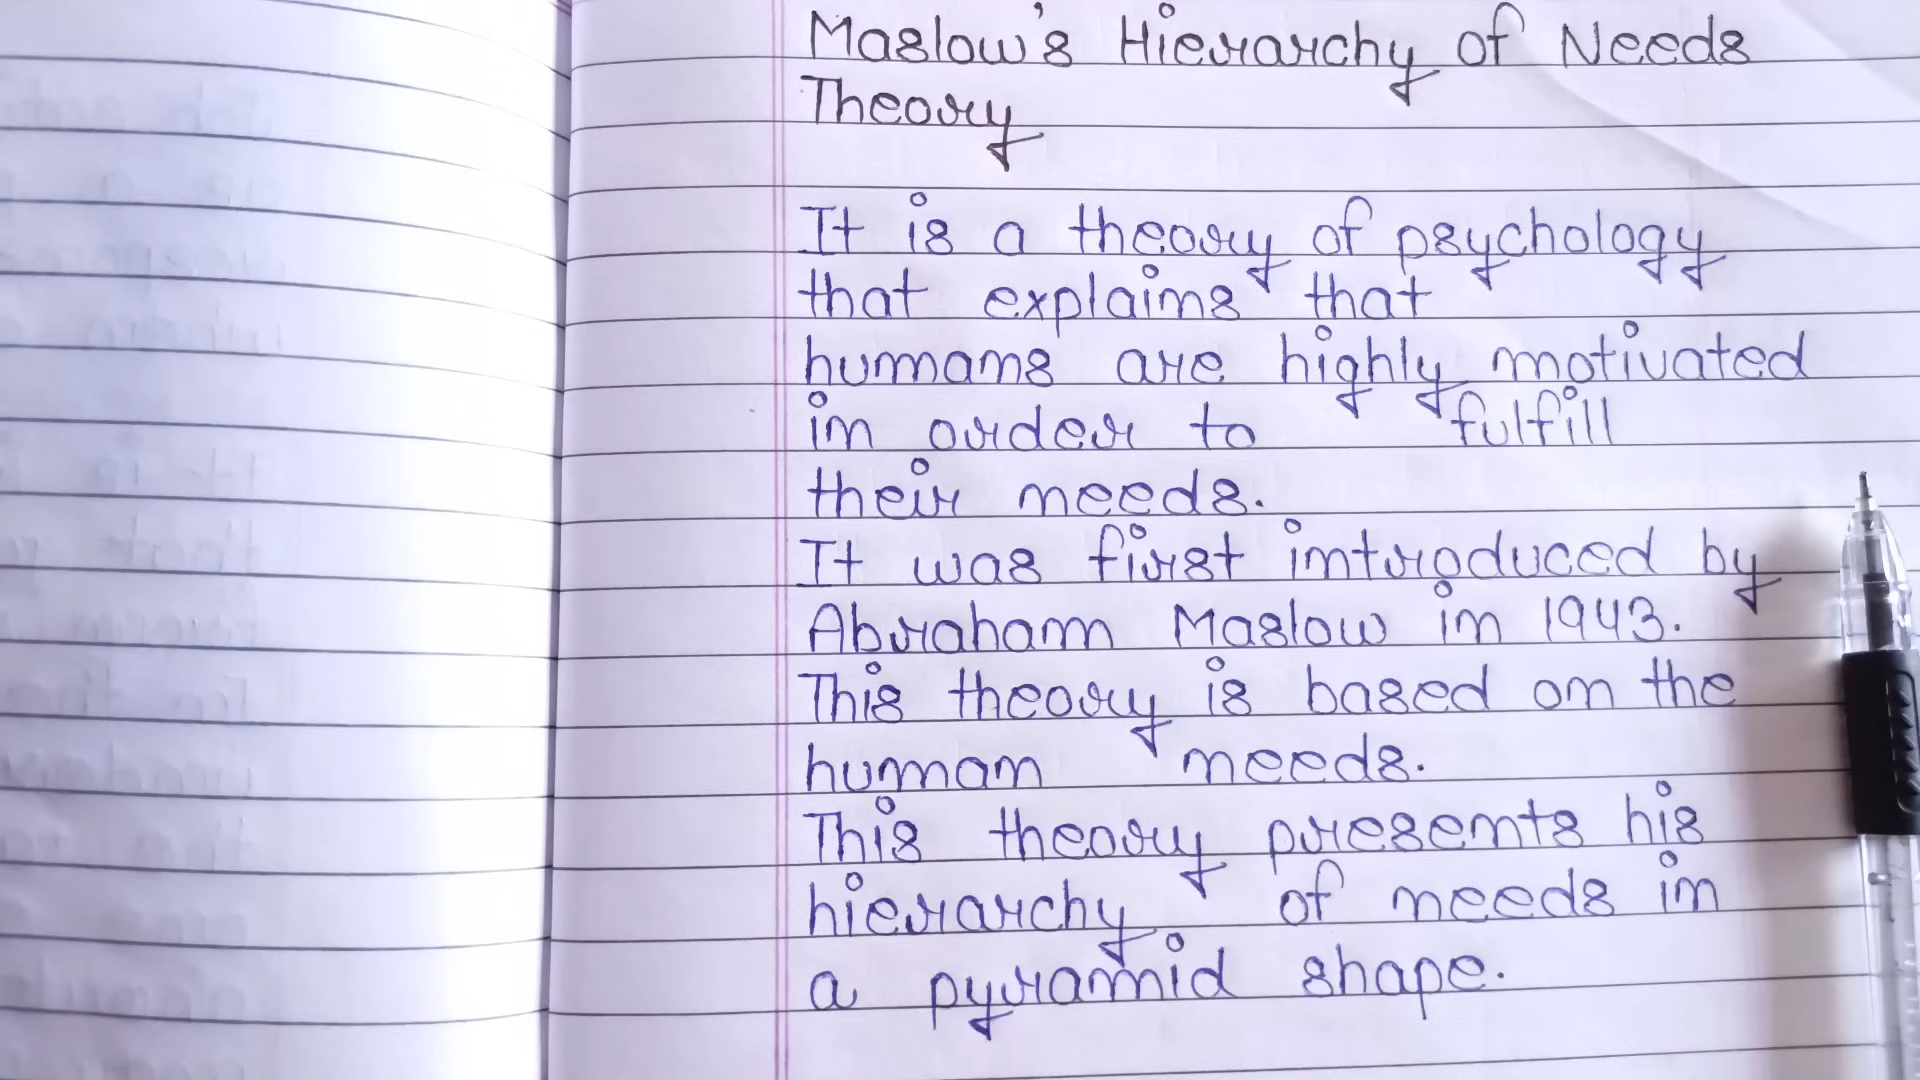 Maslow's Hierarchy of Needs
Theory
It is a theory of psychology
that explains that
humans are highly motivated
in order to fulfill
their needs.
It was first introduced by
Abraham Maslow in 1943.
This theory is based on the
human needs.
This theory presents his
hierarchy of needs in
a pyramid shape.